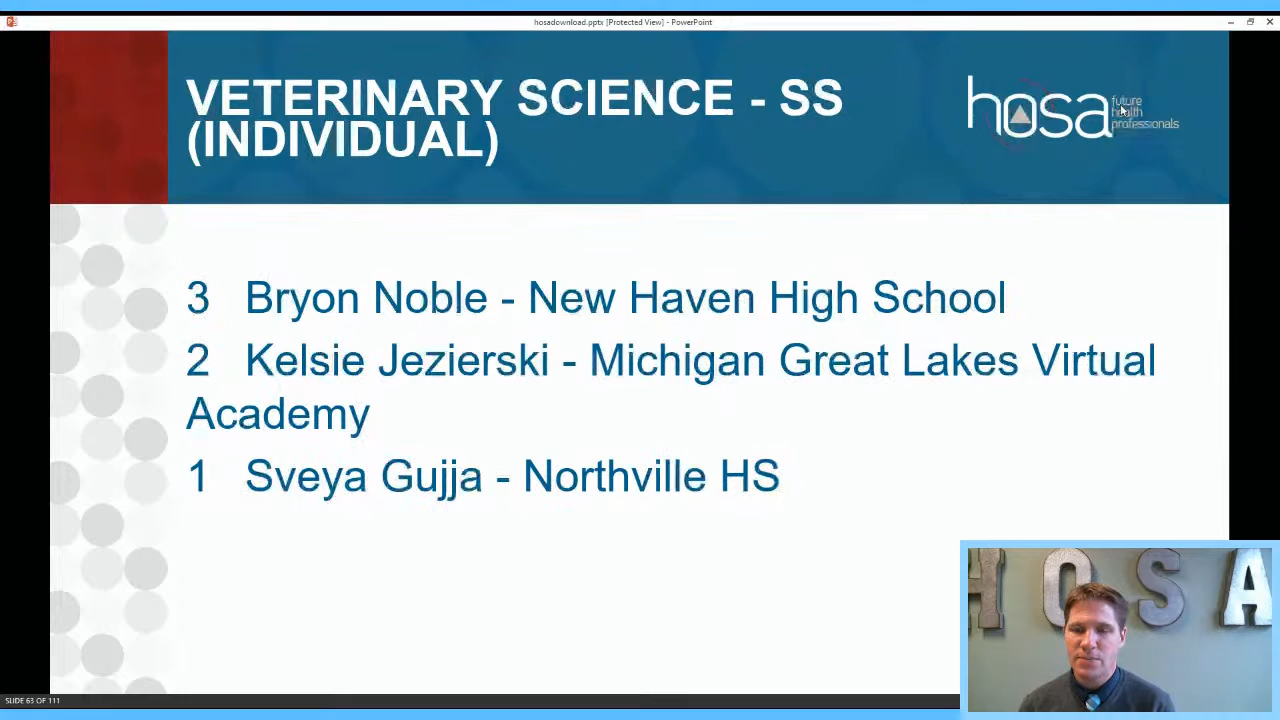 hosadownload.pptx [Protected View] - PowerPoint
VETERINARY SCIENCE - SS
(INDIVIDUAL)
hosa
future
health
professionals
3 Bryon Noble - New Haven High School
2 Kelsie Jezierski - Michigan Great Lakes Virtual
Academy
1 Sveya Gujja - Northville HS
HOSA
SLIDE 63 OF 111